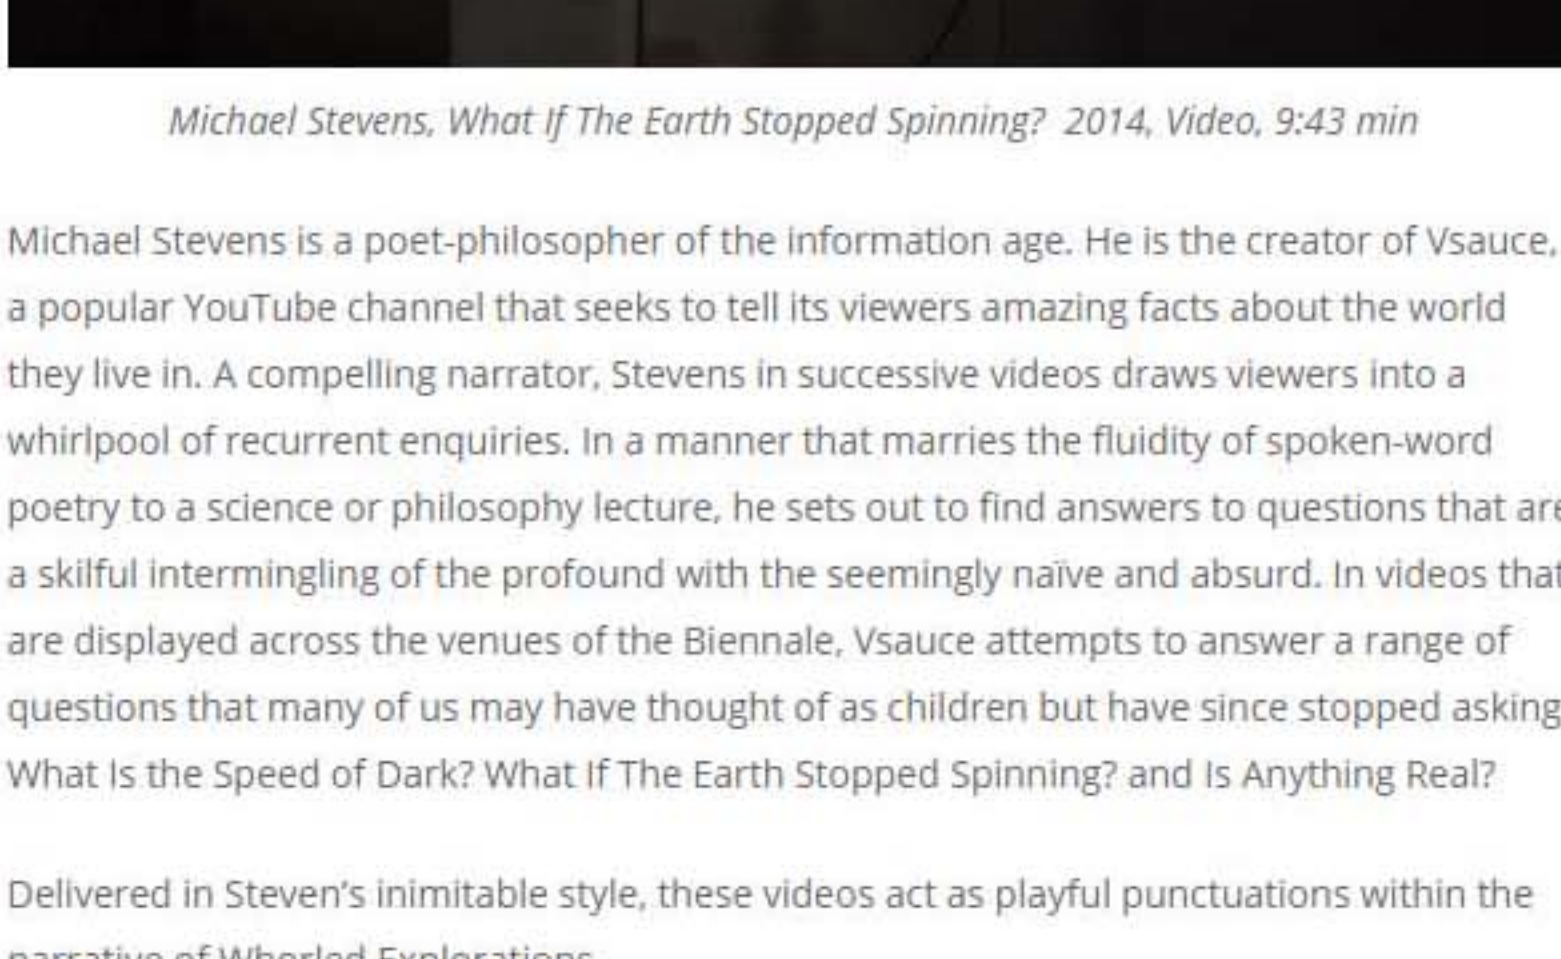 Michael Stevens, What If The Earth Stopped Spinning?  2014, Video, 9:43 min
Michael Stevens is a poet-philosopher of the information age. He is the creator of Vsauce,
a popular YouTube channel that seeks to tell its viewers amazing facts about the world
they live in. A compelling narrator, Stevens in successive videos draws viewers into a
whirlpool of recurrent enquiries. In a manner that marries the fluidity of spoken-word
poetry to a science or philosophy lecture, he sets out to find answers to questions that are
a skilful intermingling of the profound with the seemingly naïve and absurd. In videos that
are displayed across the venues of the Biennale, Vsauce attempts to answer a range of
questions that many of us may have thought of as children but have since stopped asking
What Is the Speed of Dark? What If The Earth Stopped Spinning? and Is Anything Real?
Delivered in Steven’s inimitable style, these videos act as playful punctuations within the
narrative of Whorled Explorations